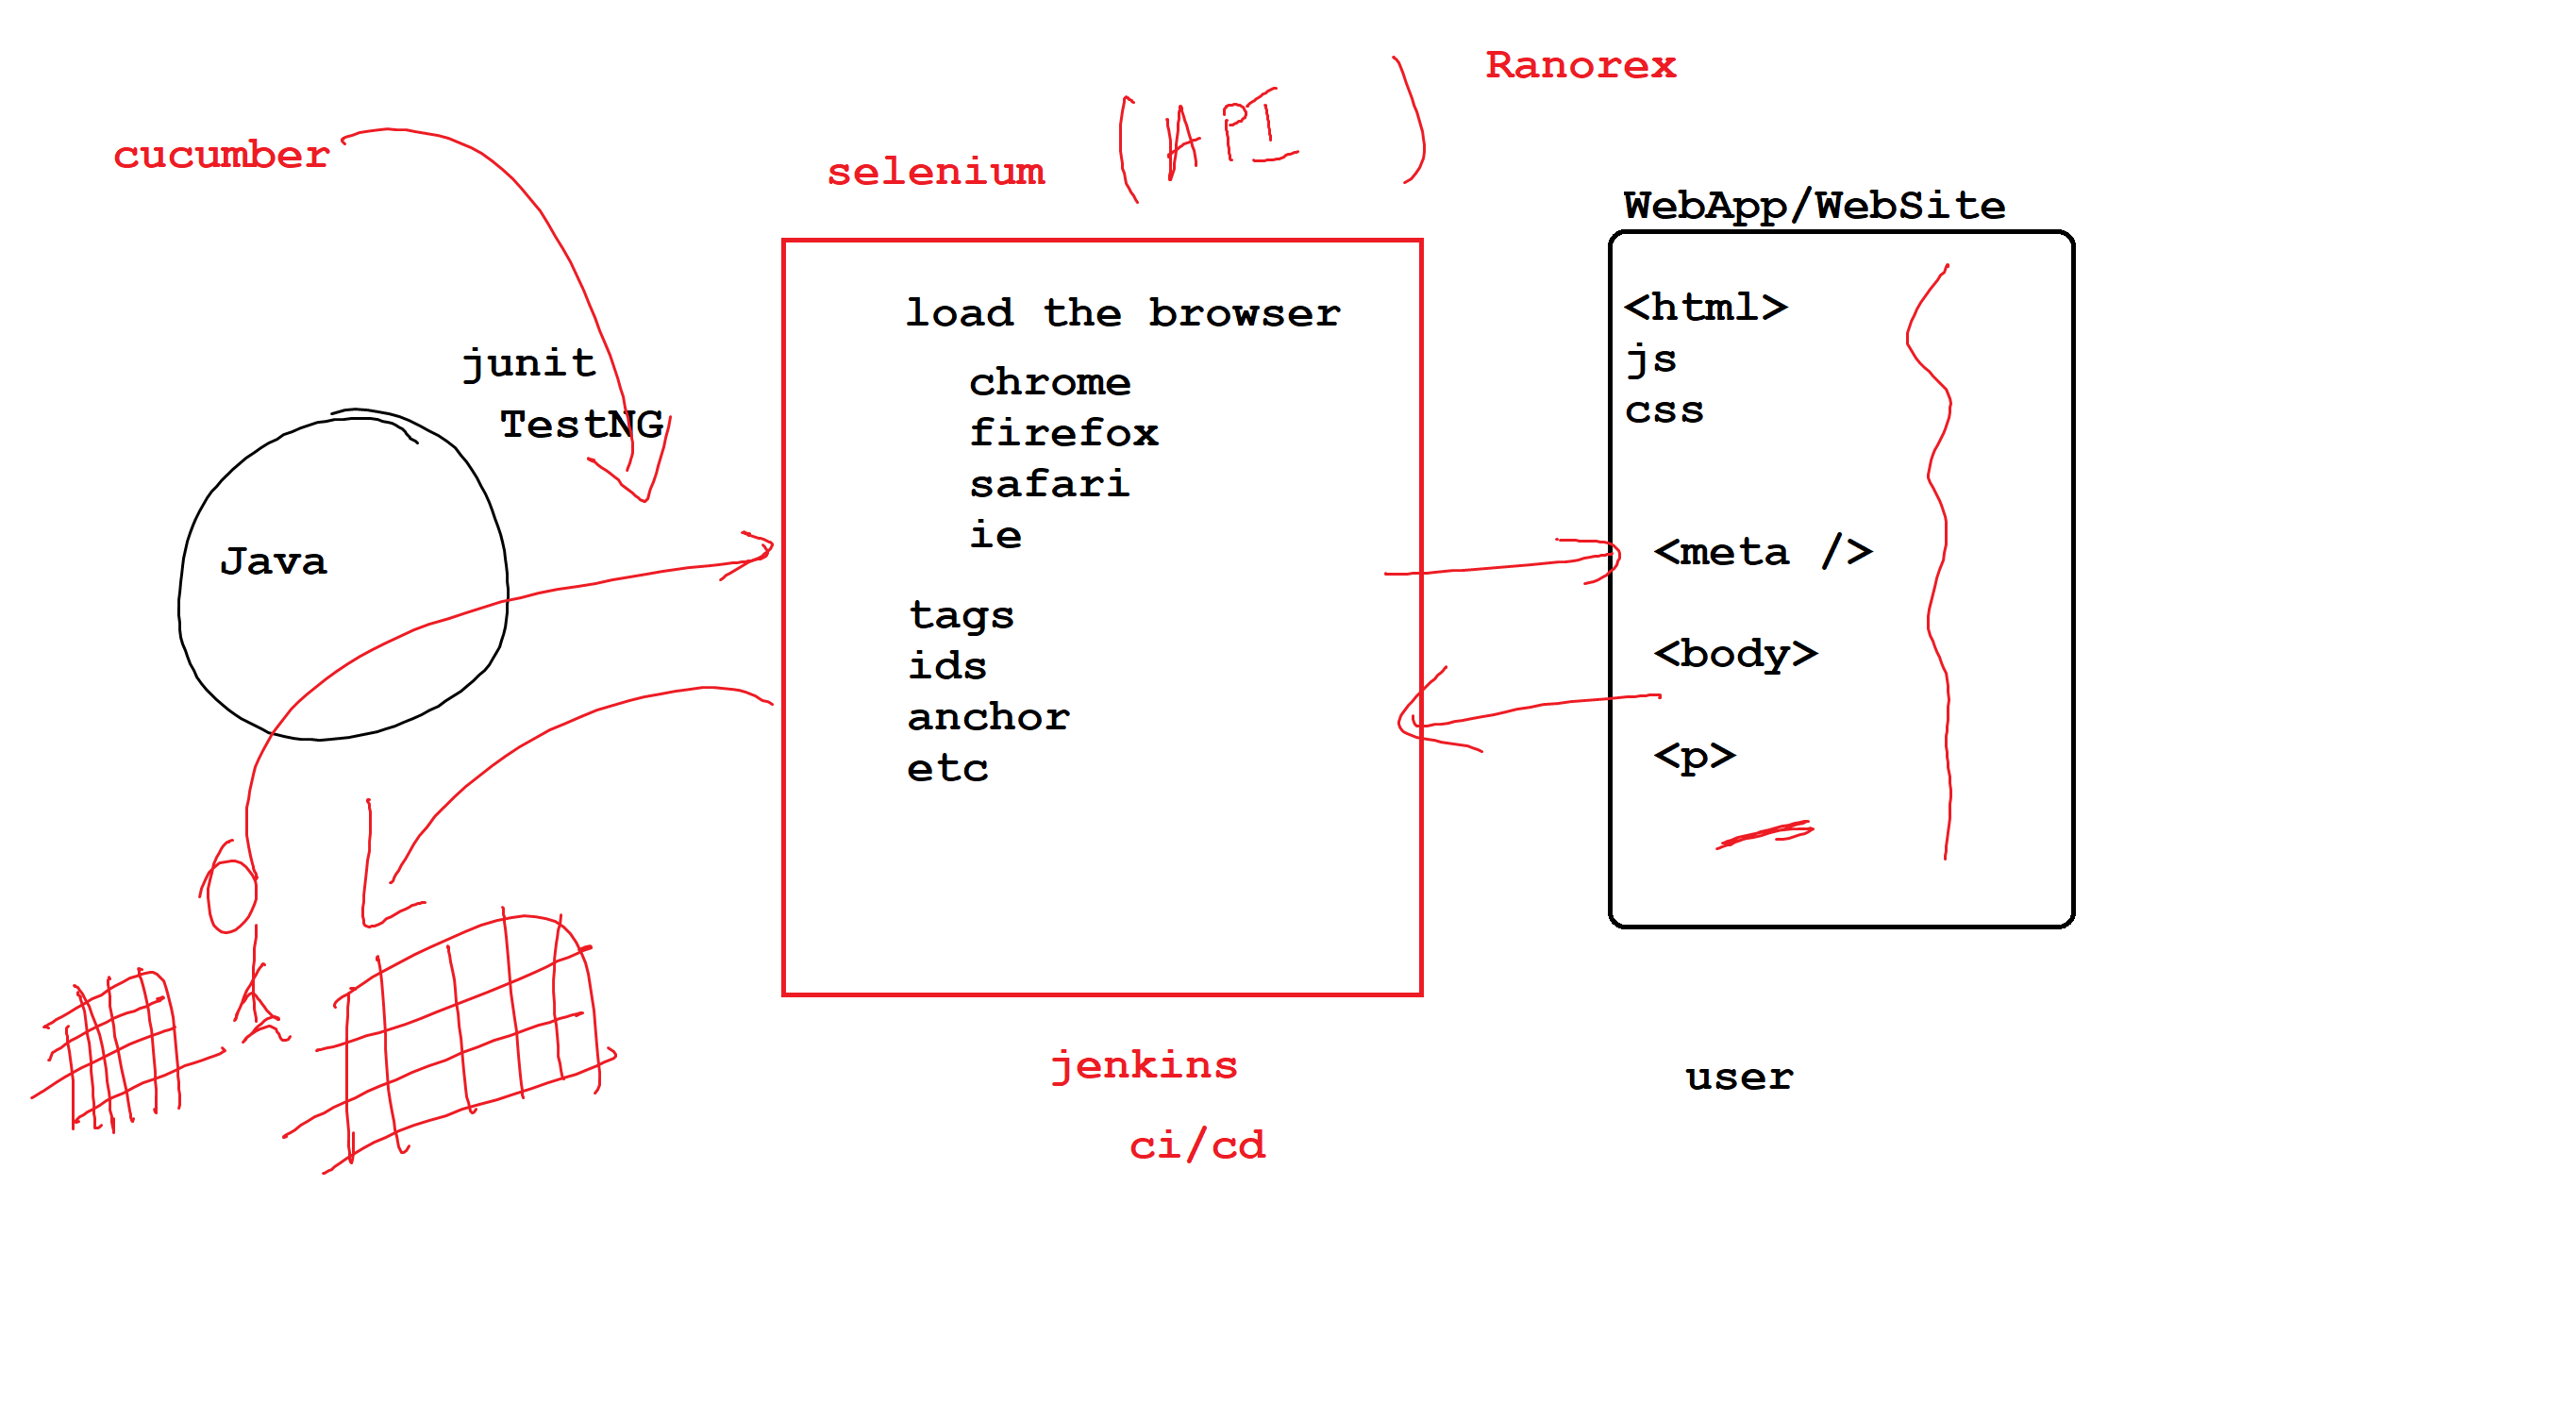 Ranorex
cucumber
selenium (API)
WebApp/WebSite
load the browser
chrome
firefox
safari
ie
tags
ids
anchor
etc
junit
TestNG
Java
<html>
js
css
<meta />
<body>
<p>
jenkins
ci/cd
user